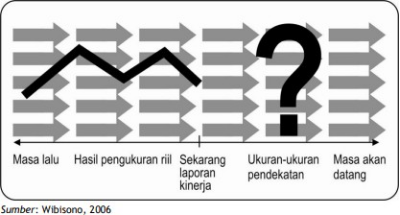 ?
Masa lalu Hasil pengukuran riil Sekarang laporan kinerja Ukuran-ukuran pendekatan Masa akan datang
Sumber: Wibisono, 2006